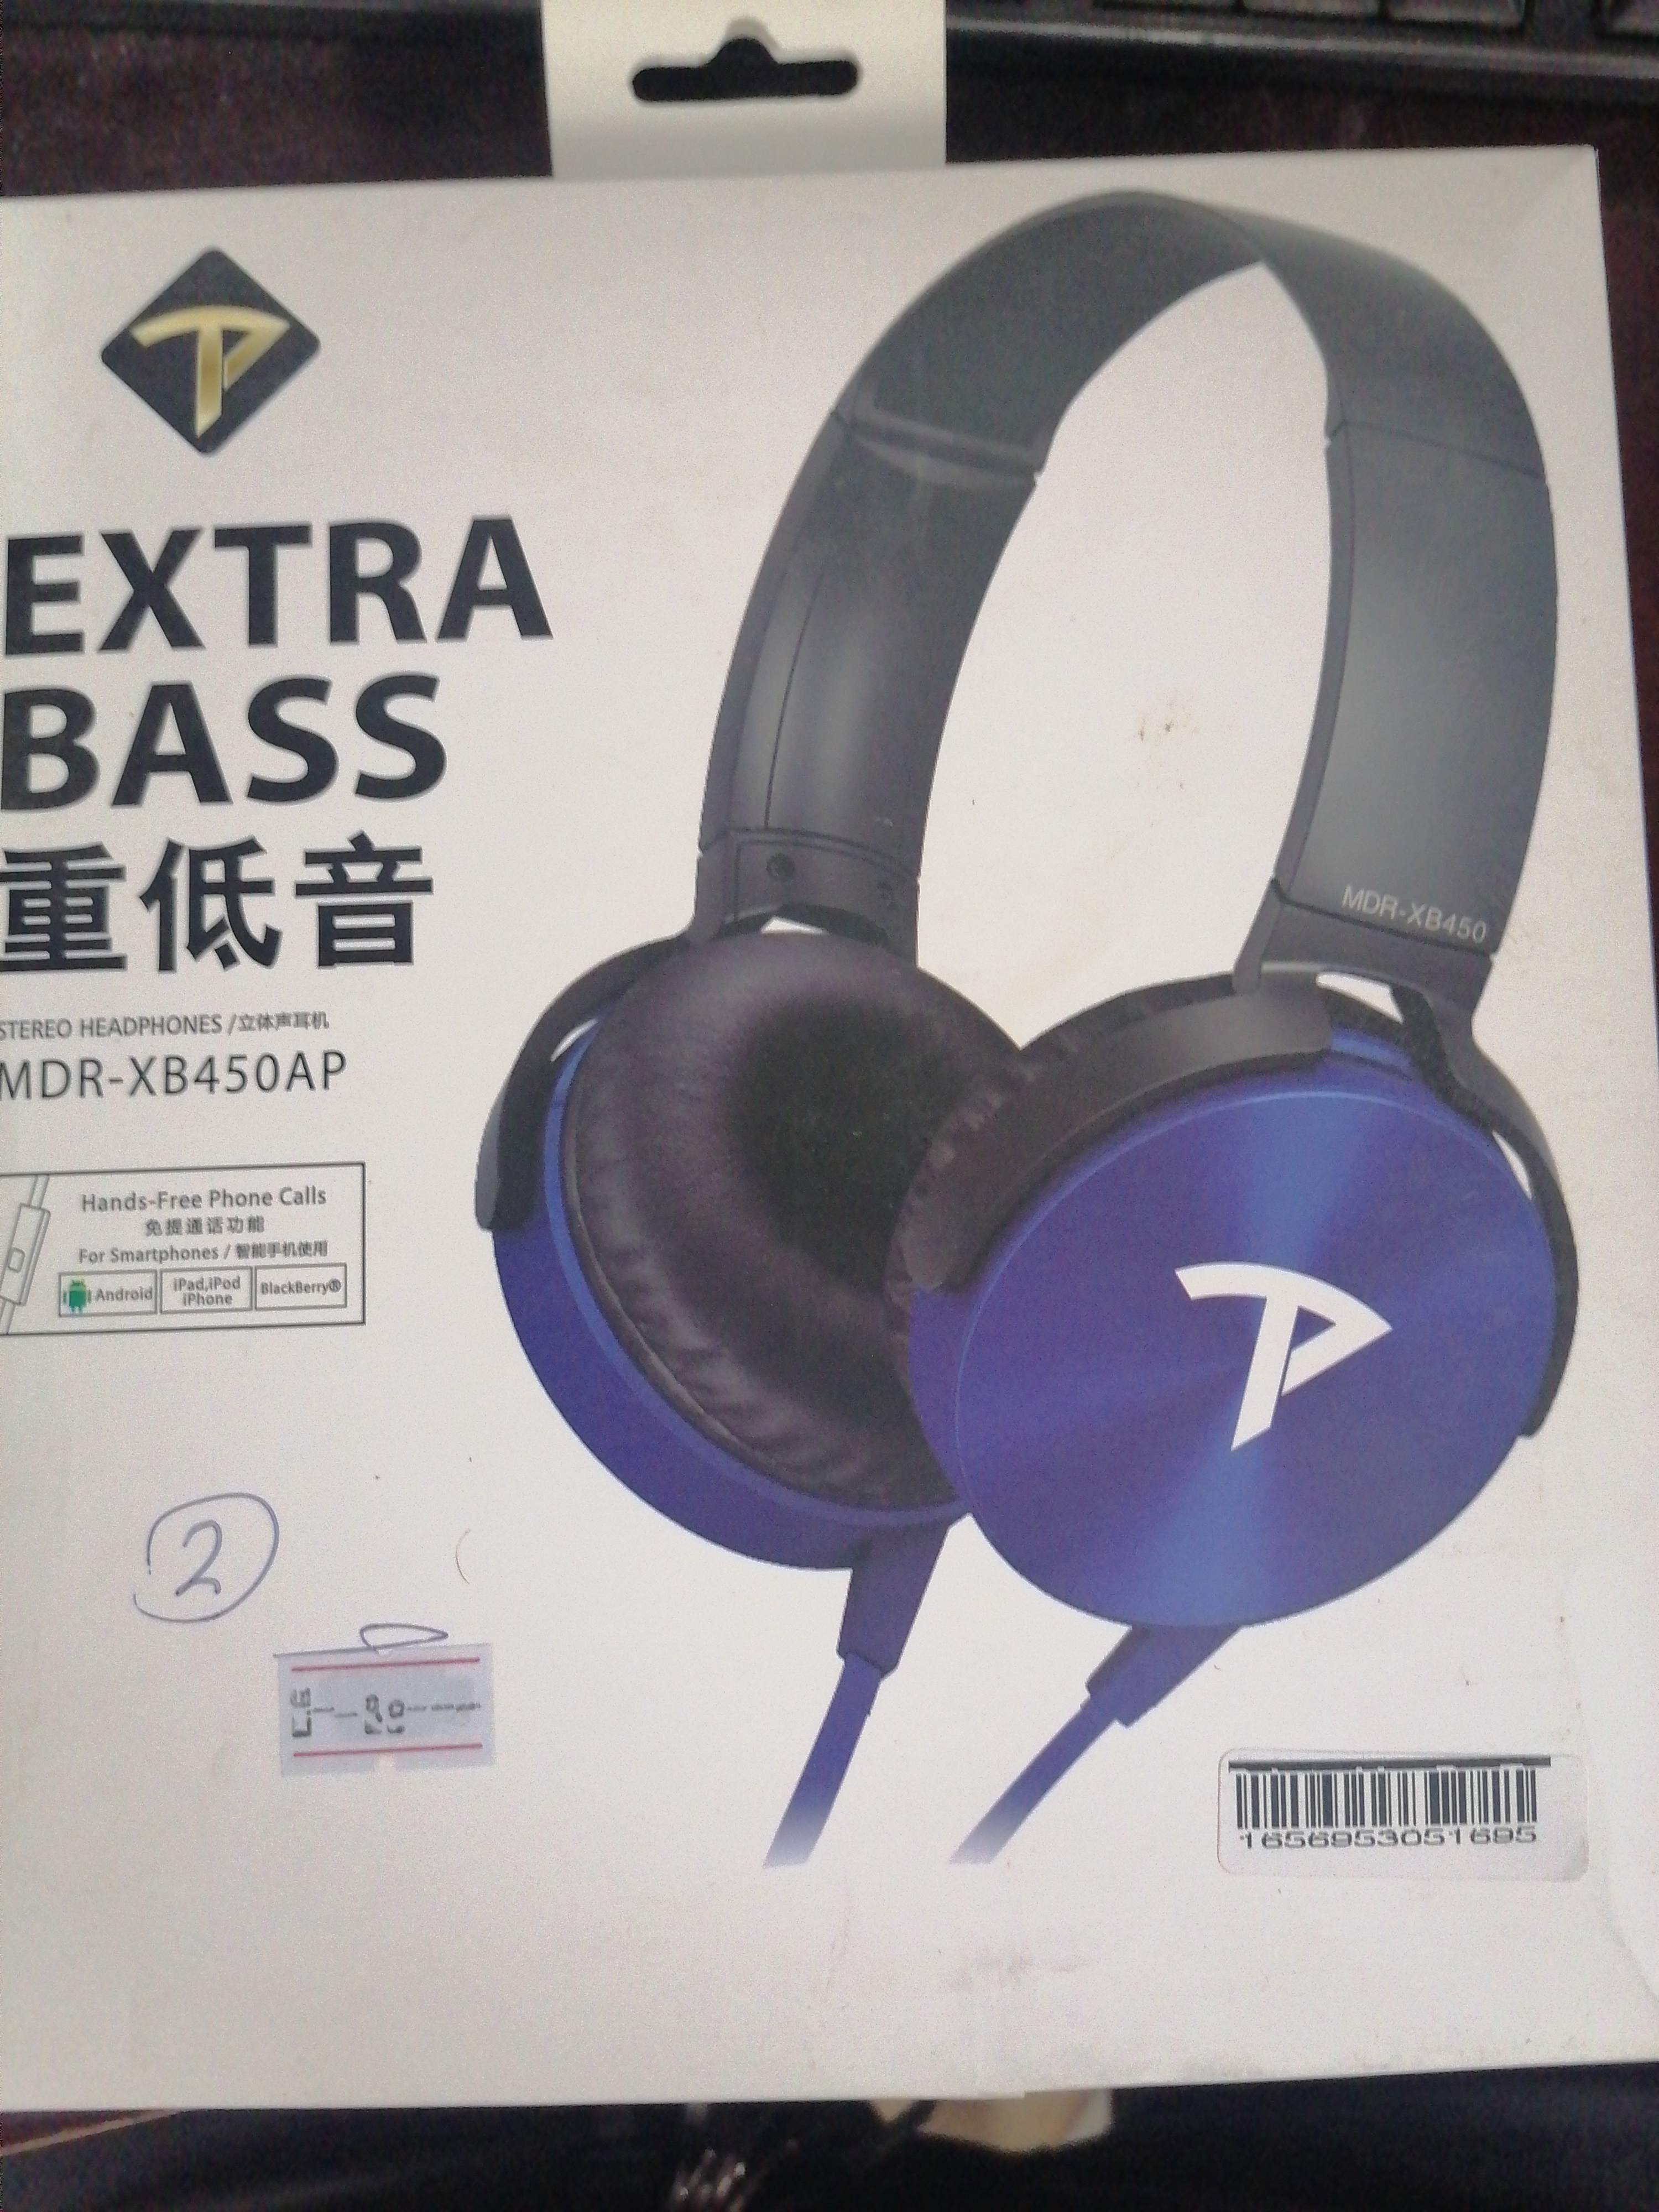 EXTRA
BASS
重低音
STEREO HEADPHONES /立体声耳机
MDR-XB450AP
MDR-XB450
Hands-Free Phone Calls
免提通话功能
For Smartphones / 智能手机使用
Android
iPad,iPod
iPhone
BlackBerry®
2
1656953051695